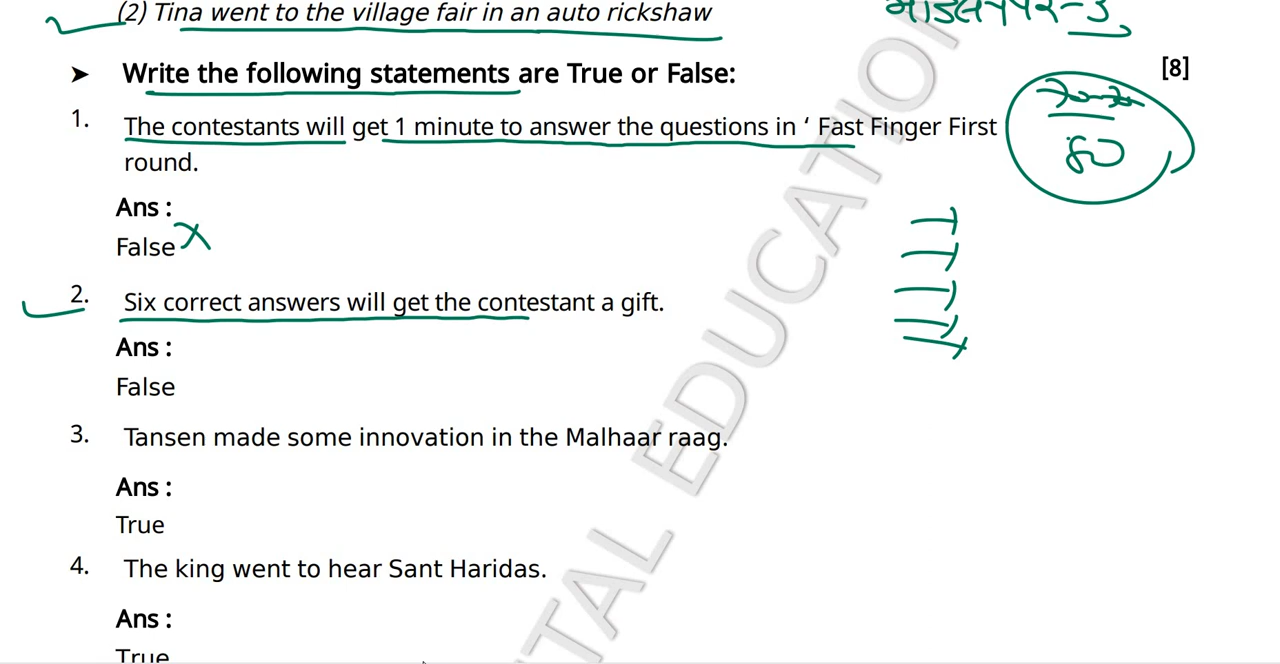 (2) Tina went to the village fair in an auto rickshaw
➤ Write the following statements are True or False: [8]
1. The contestants will get 1 minute to answer the questions in ‘ Fast Finger First
round.
80
Ans :
False
2. Six correct answers will get the contestant a gift.
Ans :
False
3. Tansen made some innovation in the Malhaar raag.
Ans :
True
4. The king went to hear Sant Haridas.
Ans :
True
TAL EDUCATION